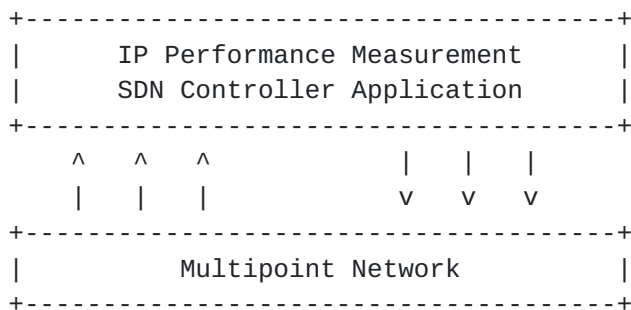 +--------------------------------------+
|      IP Performance Measurement      |
|      SDN Controller Application      |
+--------------------------------------+
    ^   ^   ^            |   |   |
    |   |   |            v   v   v
+--------------------------------------+
|          Multipoint Network          |
+--------------------------------------+